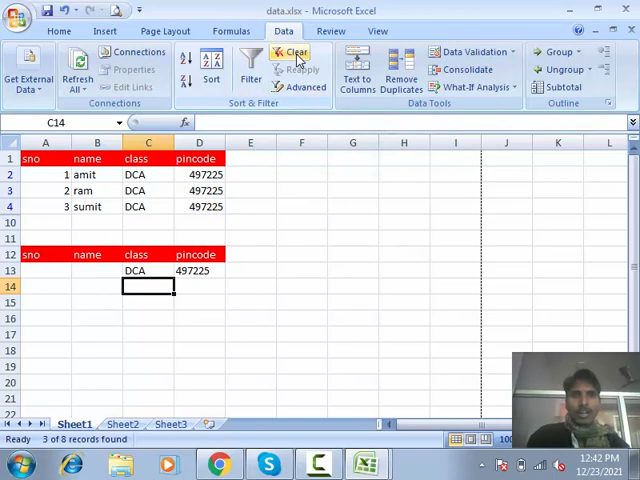 data.xlsx - Microsoft Excel
Home Insert Page Layout Formulas Data Review View
Get External Data
Refresh All
Connections
Properties
Edit Links
Connections
Sort
Filter
Clear
Reapply
Advanced
Sort & Filter
Text to Columns
Remove Duplicates
Data Validation
Consolidate
What-If Analysis
Data Tools
Group
Ungroup
Subtotal
Outline
C14 fx
A B C D E F G H I J K L
1 sno name class pincode
2 1 amit DCA 497225
3 2 ram DCA 497225
4 3 sumit DCA 497225
10
11
12 sno name class pincode
13 DCA 497225
14
15
16
17
18
19
20
21
22
Sheet1 Sheet2 Sheet3
Ready 3 of 8 records found 100
12:42 PM
12/23/2021